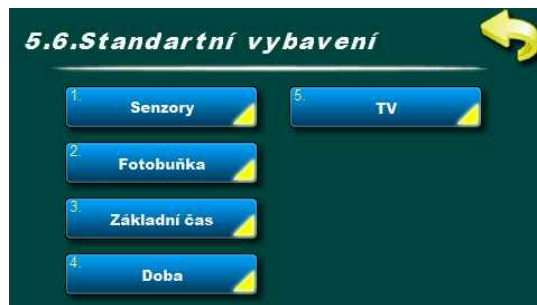 5.6.Standartní vybavení
1. Senzory
2. Fotobuňka
3. Základní čas
4. Doba
5. TV